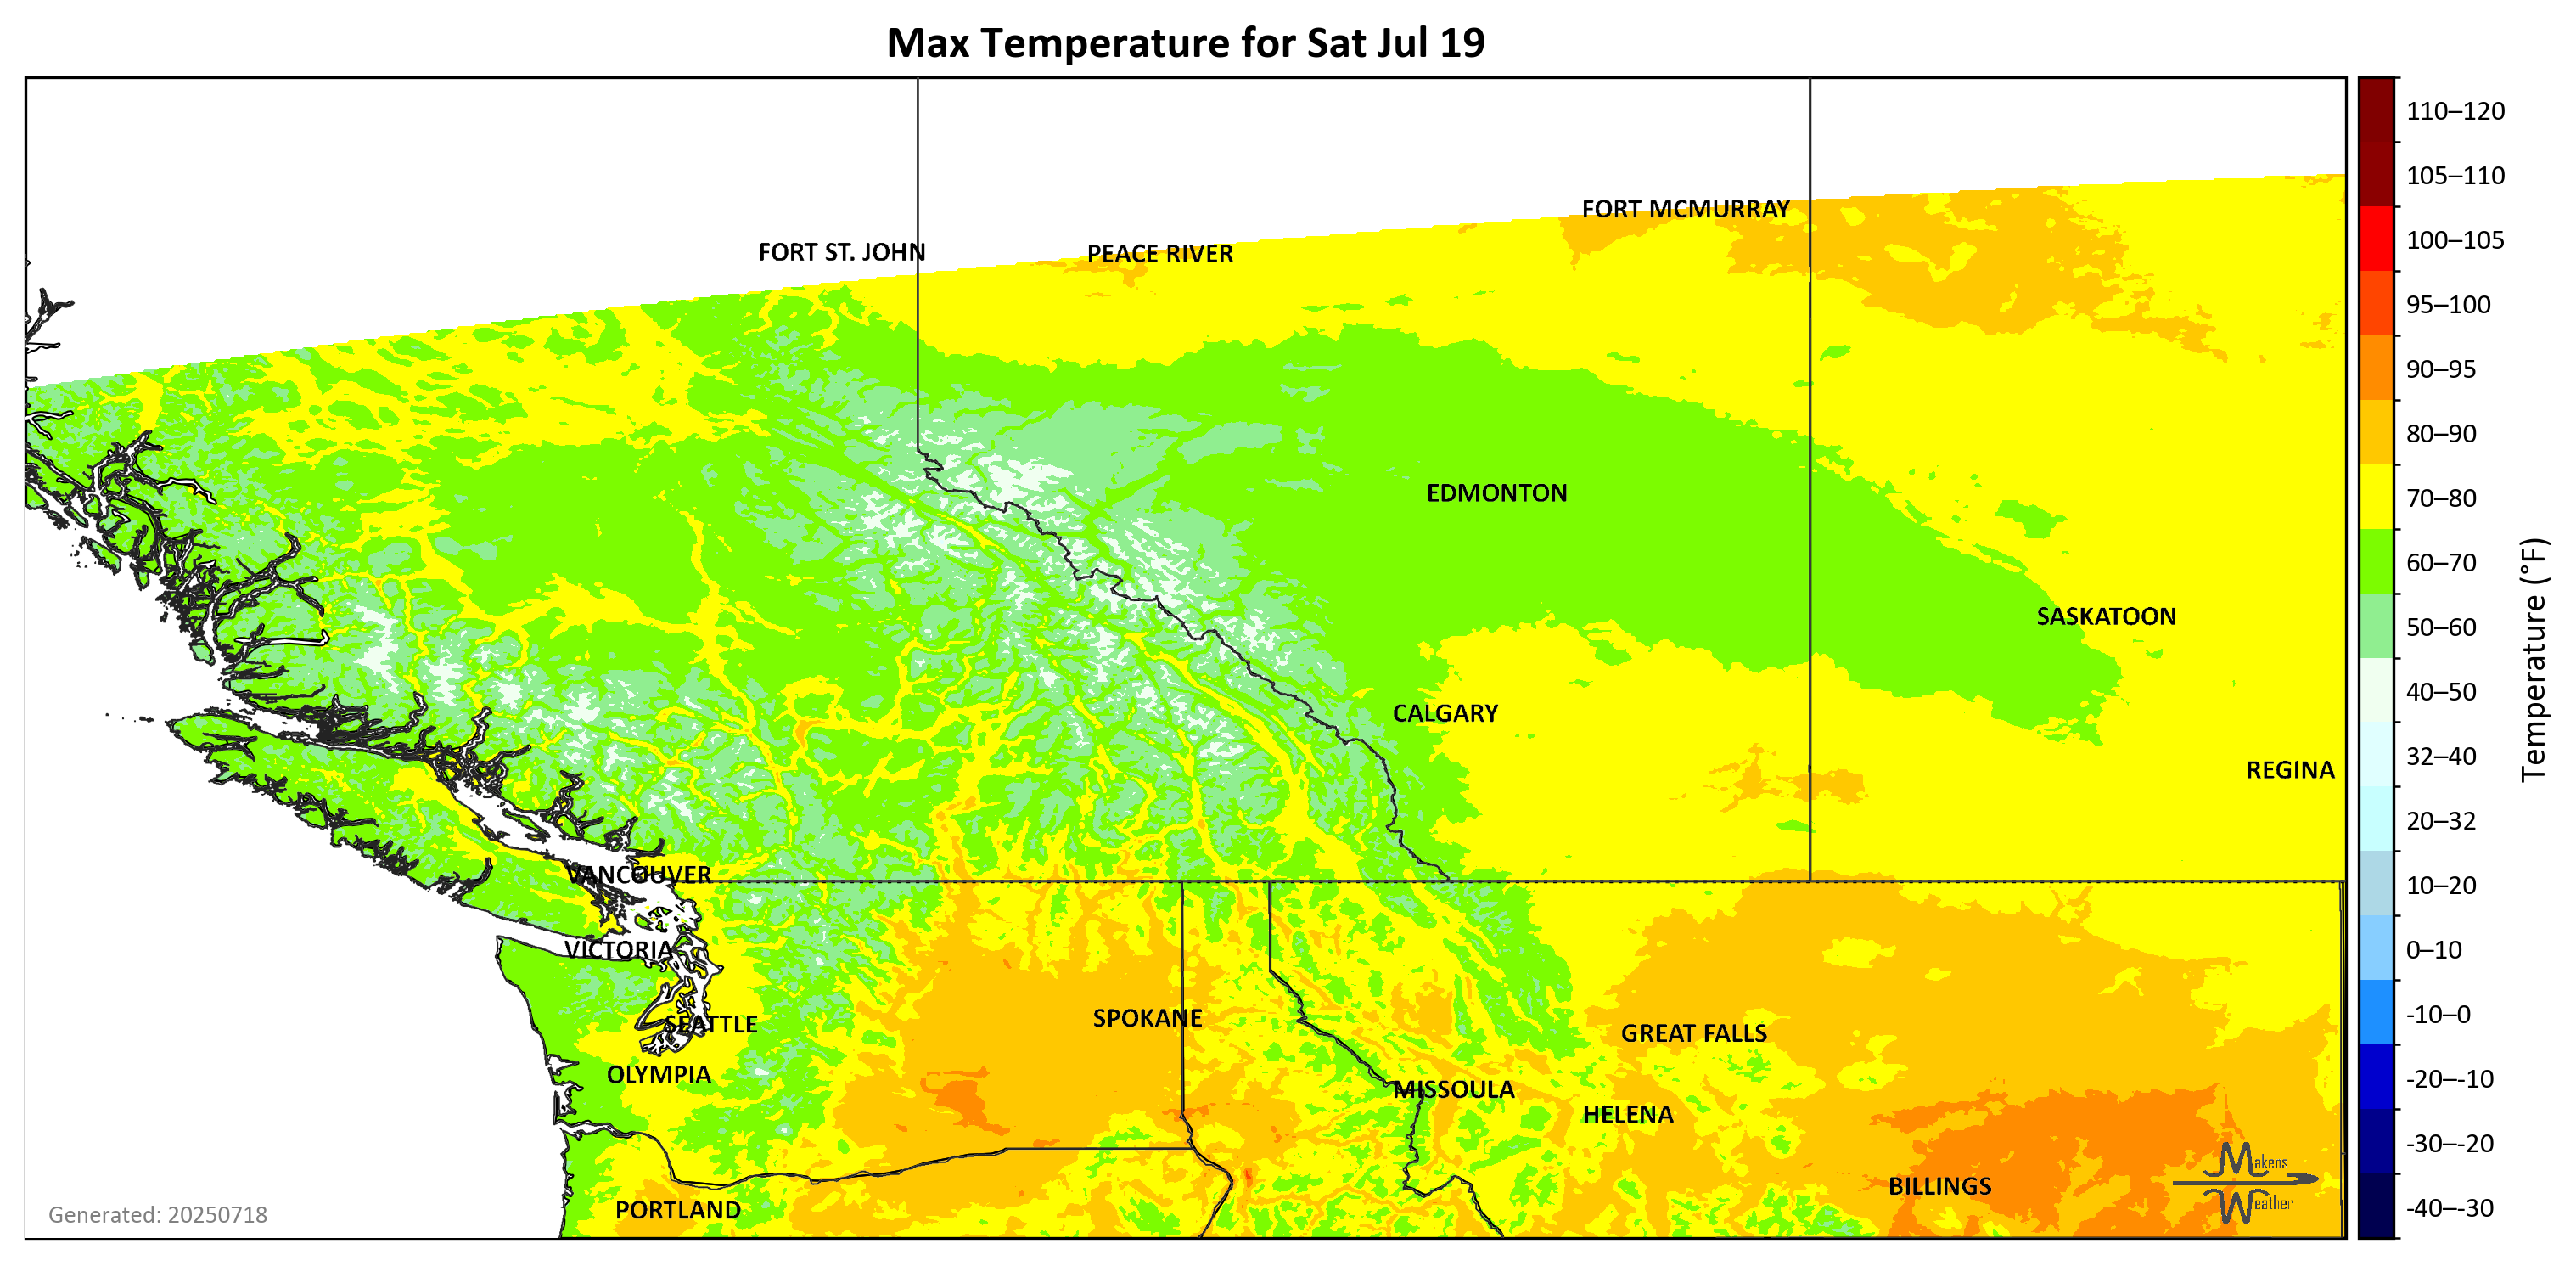 Max Temperature for Sat Jul 19
FORT MCMURRAY
FORT ST. JOHN
PEACE RIVER
EDMONTON
SASKATOON
CALGARY
REGINA
VANCOUVER
VICTORIA
SEATTLE
SPOKANE
GREAT FALLS
OLYMPIA
MISSOULA
HELENA
BILLINGS
PORTLAND
Makens
Weather
Generated: 20250718
110–120
105–110
100–105
95–100
90–95
80–90
70–80
60–70
50–60
40–50
32–40
20–32
10–20
0–10
-10–0
-20–-10
-30–-20
-40–-30
Temperature (°F)